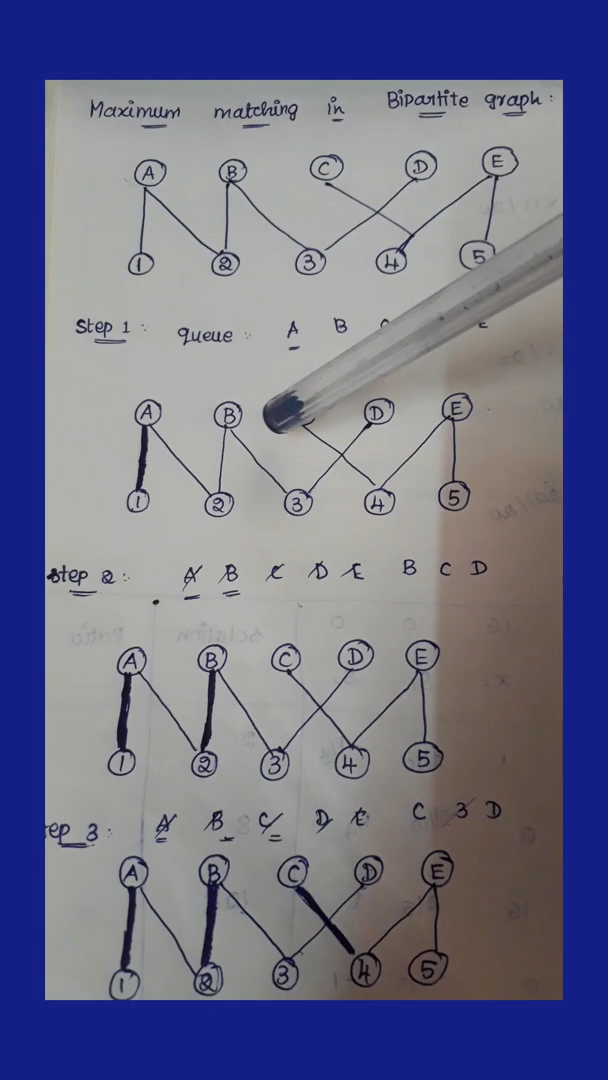 Maximum matching in Bipartite graph:
A B C D E
1 2 3 4 5
Step 1: queue: A B
A B D E
1 2 3 4 5
Step 2: A B C D E B C D
A B C D E
1 2 3 4 5
ep 3: A B C D E C 3 D
A B C D E
1 2 3 4 5